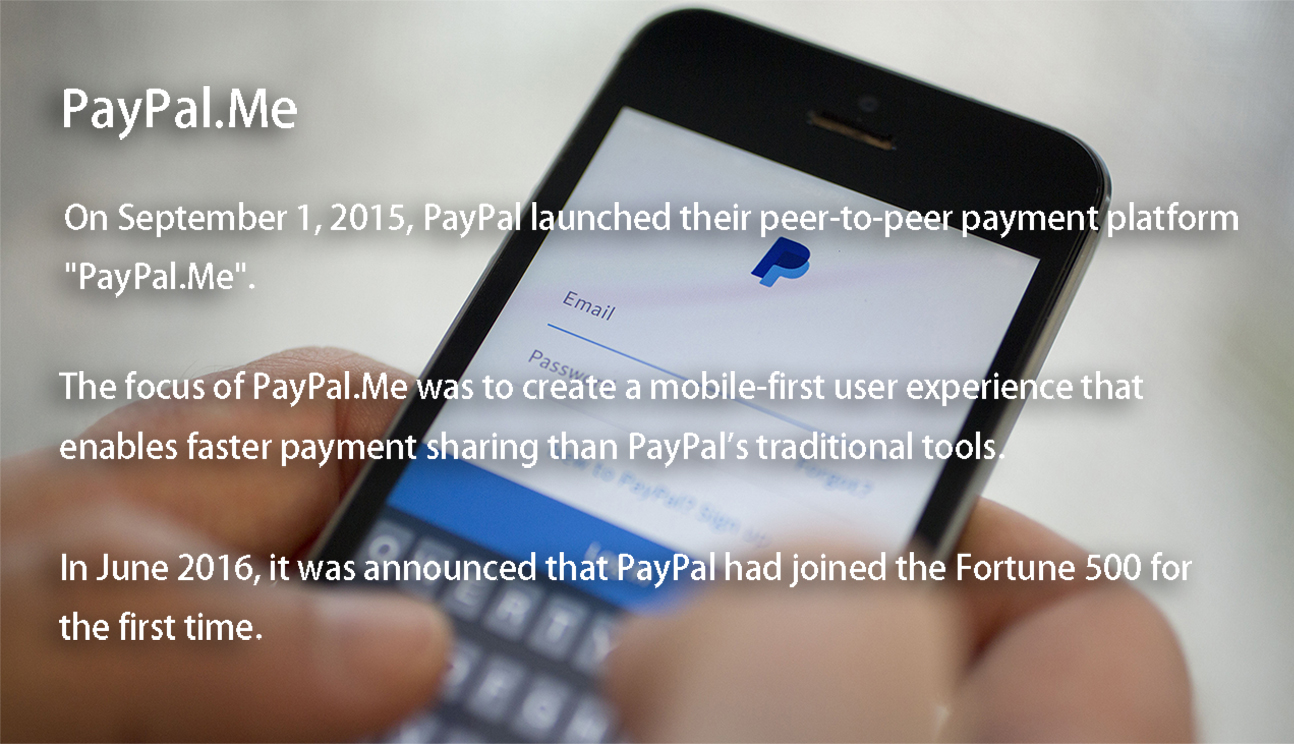 PayPal.Me
On September 1, 2015, PayPal launched their peer-to-peer payment platform
"PayPal.Me".
Email
The focus of PayPal.Me was to create a mobile-first user experience that
enables faster payment sharing than PayPal’s traditional tools.
Forgot?
to PayPal? Sign up
In June 2016, it was announced that PayPal had joined the Fortune 500 for
the first time.